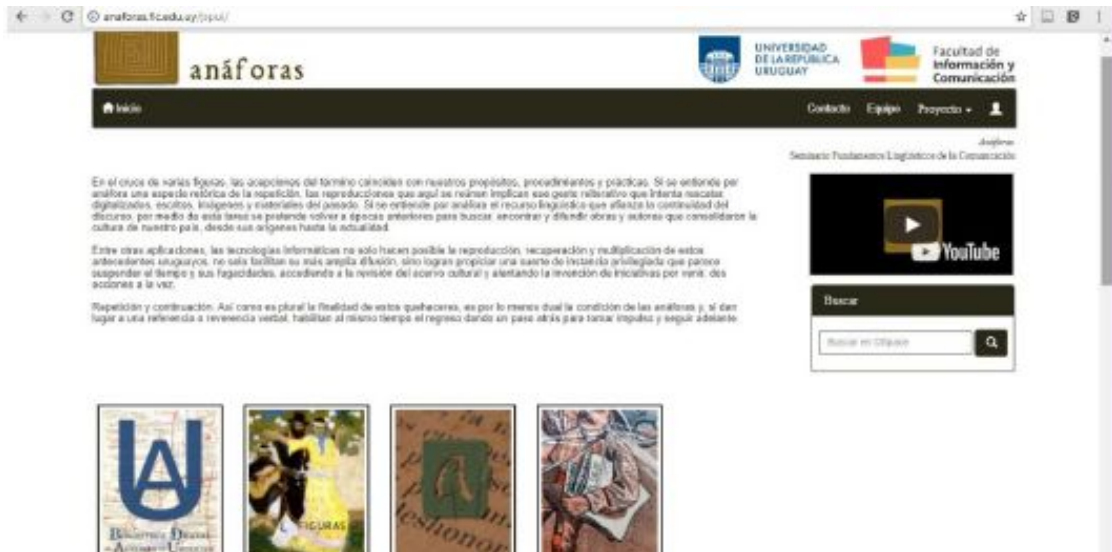 anaforas.fic.edu.uy/jspui/
anáforas
UNIVERSIDAD
DE LA REPÚBLICA
URUGUAY
Facultad de
Información y
Comunicación
Inicio
Contacto Equipo Proyecto
Anáforas
Seminario Fundamentos Lingüísticos de la Comunicación
En el cruce de varias figuras, las acepciones del término coinciden con nuestros propósitos, procedimientos y prácticas. Si se entiende por
anáfora una especie retórica de la repetición, las reproducciones que aquí se reúnen implican ese gesto reiterativo que intenta rescatar,
digitalizados, escritos, imágenes y materiales del pasado. Si se entiende por anáfora el recurso lingüístico que afianza la continuidad del
discurso, por medio de esta tarea se pretende volver a épocas anteriores para buscar, encontrar y difundir obras y autores que consolidaron la
cultura de nuestro país, desde sus orígenes hasta la actualidad.
Entre otras aplicaciones, las tecnologías informáticas no solo hacen posible la reproducción, recuperación y multiplicación de estos
antecedentes uruguayos, no solo facilitan su más amplia difusión, sino logran propiciar una suerte de instancia privilegiada que parece
suspender el tiempo y sus fugacidades, accediendo a la revisión del acervo cultural y alentando la invención de iniciativas por venir, dos
acciones a la vez.
Repetición y continuación. Así como es plural la finalidad de estos quehaceres, es por lo menos dual la condición de las anáforas y, si dan
lugar a una referencia o reverencia verbal, habilitan al mismo tiempo el regreso dando un paso atrás para tomar impulso y seguir adelante.
YouTube
Buscar
Buscar en DSpace
AU
BIBLIOTECA DIGITAL
DE AUTORES URUGUAYOS
FIGURAS
a
deshonor